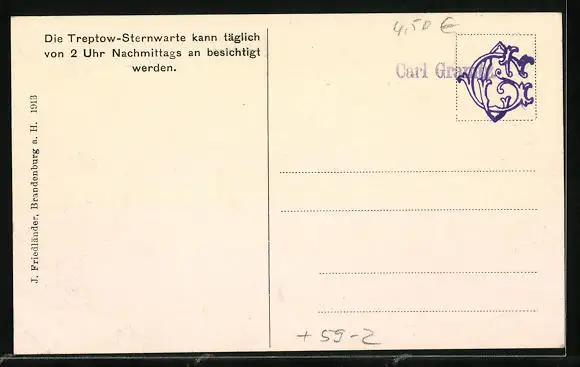 Die Treptow-Sternwarte kann täglich
von 2 Uhr Nachmittags an besichtigt
werden.
J. Friedländer, Brandenburg a. H. 1913
4,50 €
Carl
+ 59-2